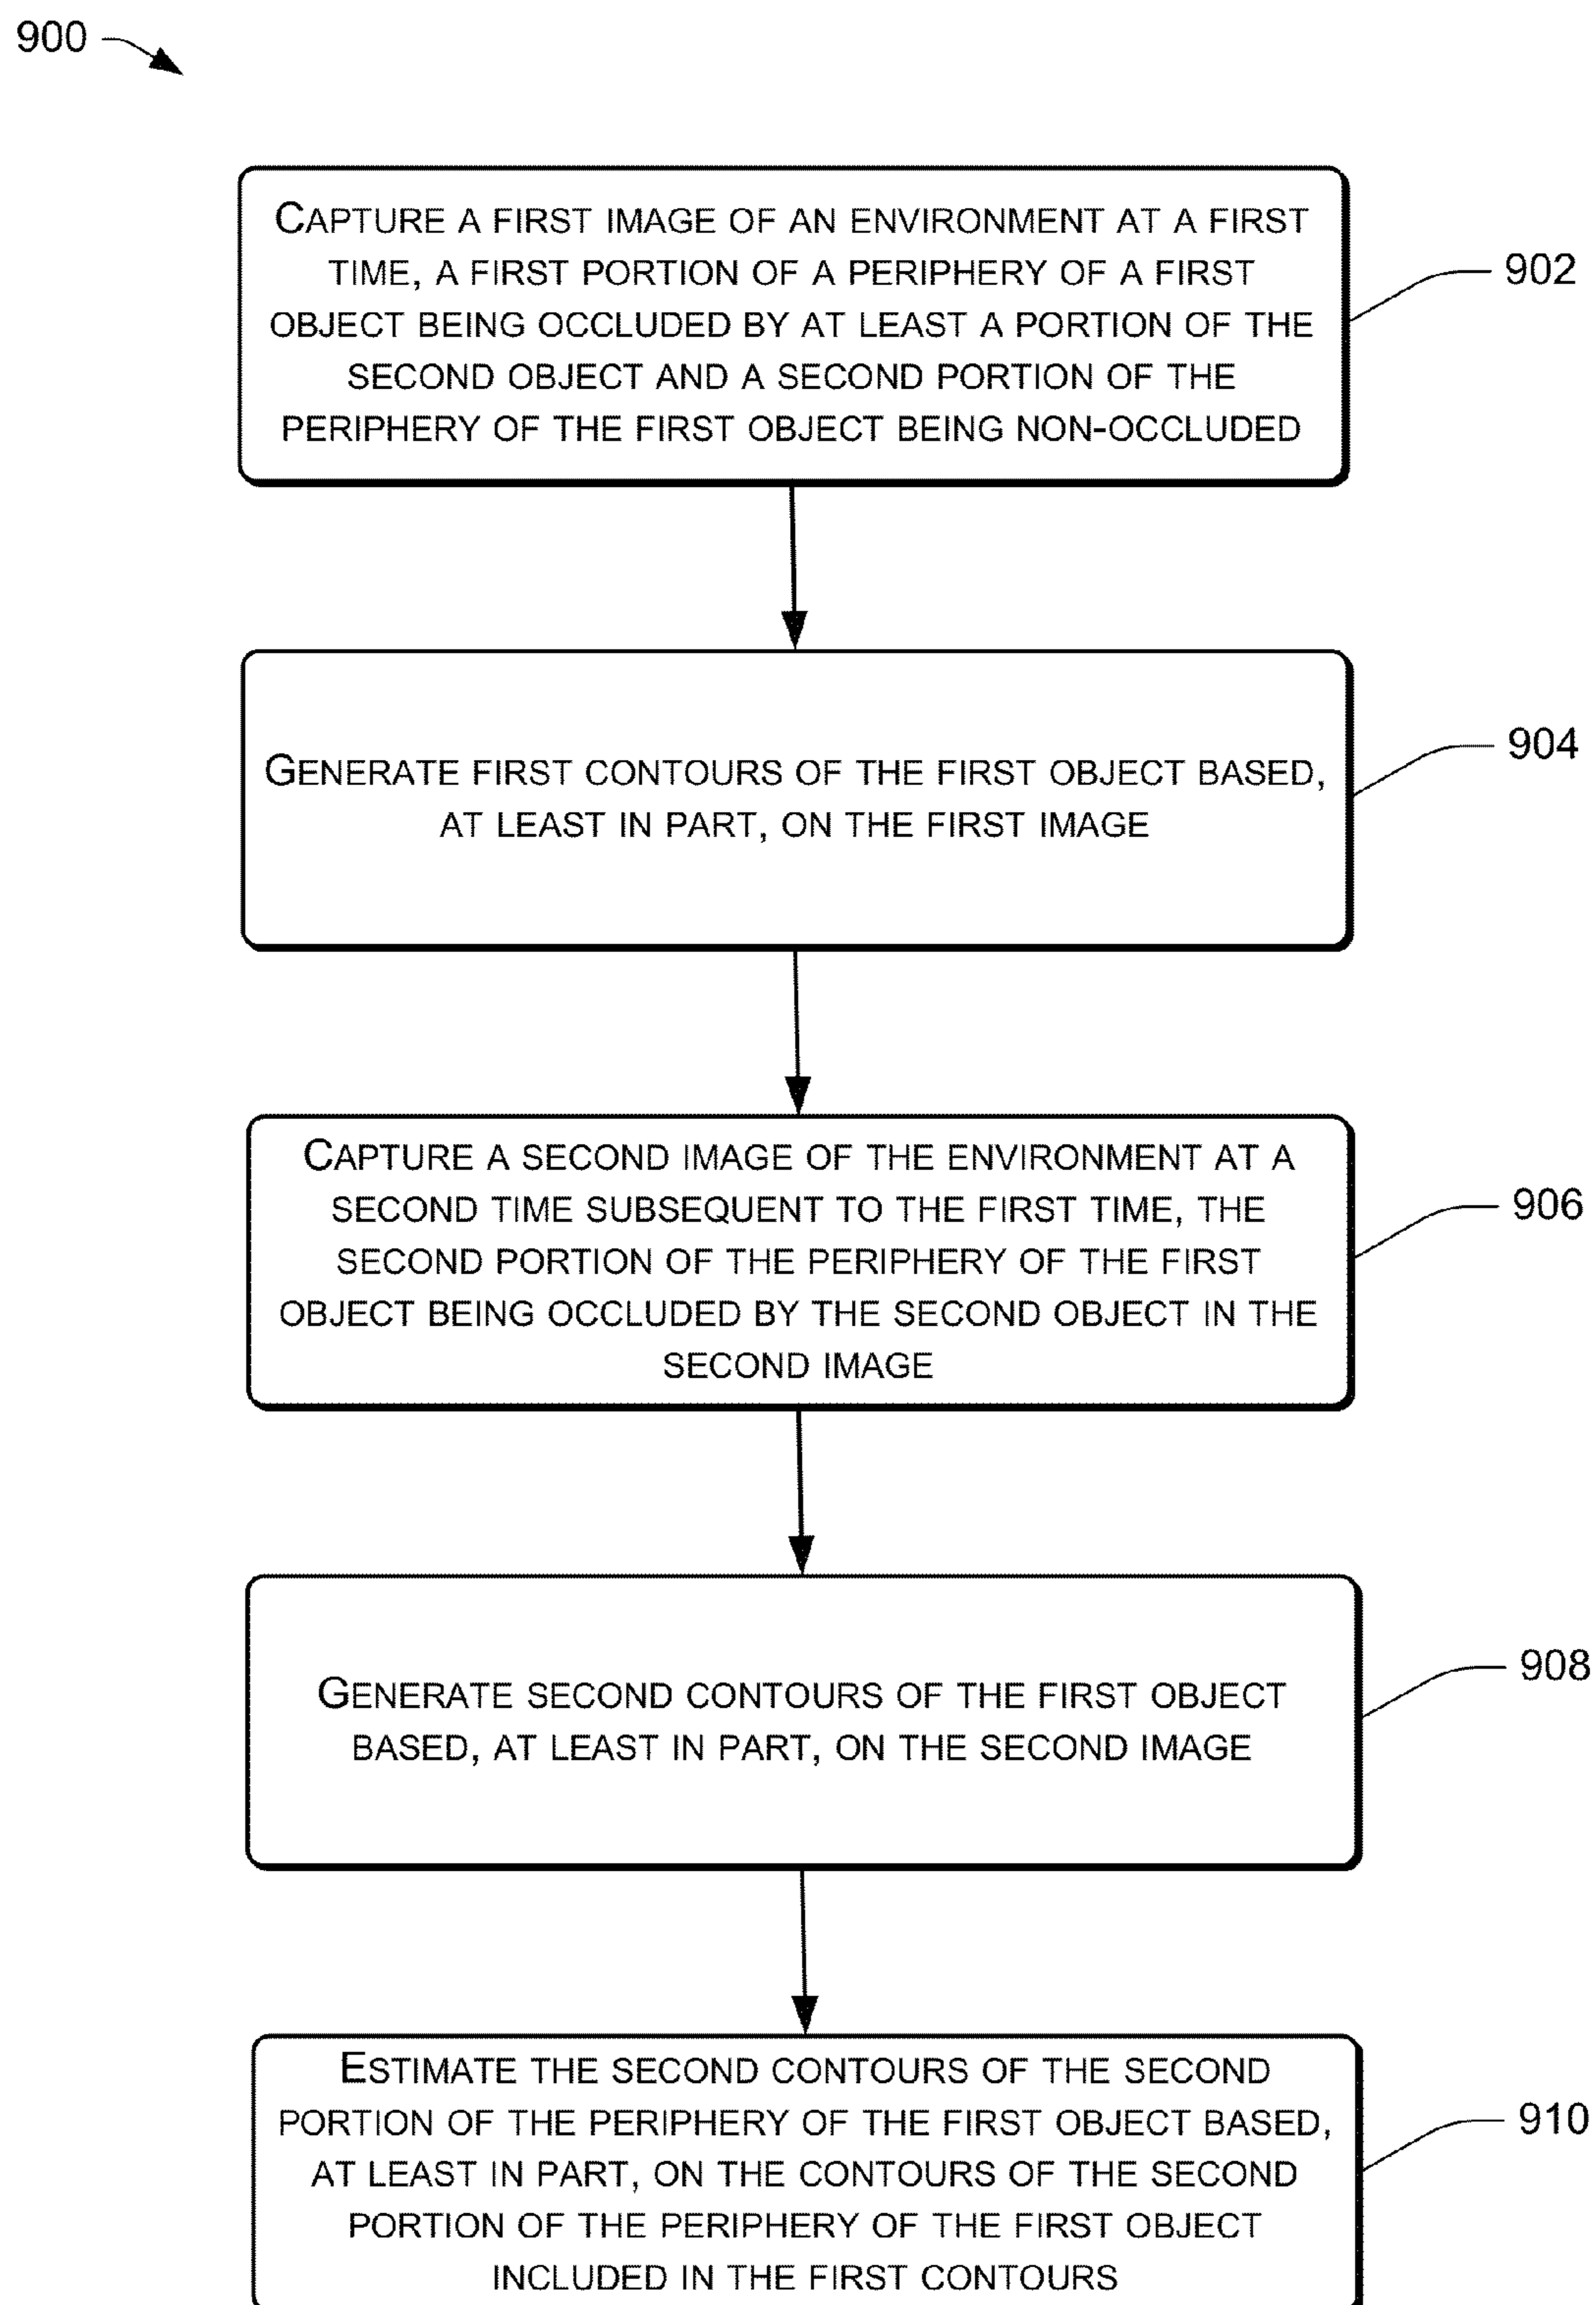 900
CAPTURE A FIRST IMAGE OF AN ENVIRONMENT AT A FIRST
TIME, A FIRST PORTION OF A PERIPHERY OF A FIRST
OBJECT BEING OCCLUDED BY AT LEAST A PORTION OF THE
SECOND OBJECT AND A SECOND PORTION OF THE
PERIPHERY OF THE FIRST OBJECT BEING NON-OCCLUDED
902
GENERATE FIRST CONTOURS OF THE FIRST OBJECT BASED,
AT LEAST IN PART, ON THE FIRST IMAGE
904
CAPTURE A SECOND IMAGE OF THE ENVIRONMENT AT A
SECOND TIME SUBSEQUENT TO THE FIRST TIME, THE
SECOND PORTION OF THE PERIPHERY OF THE FIRST
OBJECT BEING OCCLUDED BY THE SECOND OBJECT IN THE
SECOND IMAGE
906
GENERATE SECOND CONTOURS OF THE FIRST OBJECT
BASED, AT LEAST IN PART, ON THE SECOND IMAGE
908
ESTIMATE THE SECOND CONTOURS OF THE SECOND
PORTION OF THE PERIPHERY OF THE FIRST OBJECT BASED,
AT LEAST IN PART, ON THE CONTOURS OF THE SECOND
PORTION OF THE PERIPHERY OF THE FIRST OBJECT
INCLUDED IN THE FIRST CONTOURS
910